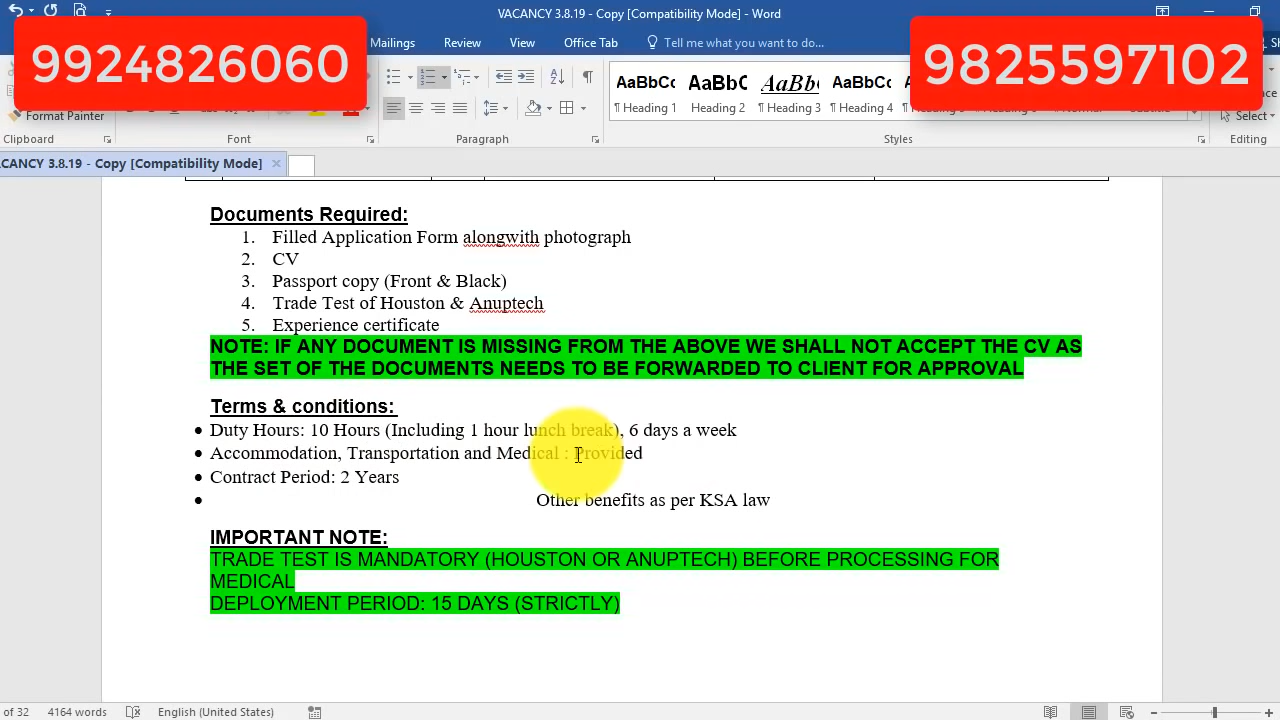 VACANCY 3.8.19 - Copy [Compatibility Mode] - Word
9924826060
9825597102
Mailings Review View Office Tab Tell me what you want to do...
Format Painter
AaBbCc AaBbC AaBbC AaBbCc
¶ Heading 1 Heading 2 ¶ Heading 3 ¶ Heading 4
Select
Clipboard Font Paragraph Styles Editing
ACANCY 3.8.19 - Copy [Compatibility Mode]
Documents Required:
1. Filled Application Form alongwith photograph
2. CV
3. Passport copy (Front & Black)
4. Trade Test of Houston & Anuptech
5. Experience certificate
NOTE: IF ANY DOCUMENT IS MISSING FROM THE ABOVE WE SHALL NOT ACCEPT THE CV AS
THE SET OF THE DOCUMENTS NEEDS TO BE FORWARDED TO CLIENT FOR APPROVAL
Terms & conditions:
• Duty Hours: 10 Hours (Including 1 hour lunch break), 6 days a week
• Accommodation, Transportation and Medical : Provided
• Contract Period: 2 Years
• Other benefits as per KSA law
IMPORTANT NOTE:
TRADE TEST IS MANDATORY (HOUSTON OR ANUPTECH) BEFORE PROCESSING FOR
MEDICAL
DEPLOYMENT PERIOD: 15 DAYS (STRICTLY)
of 32 4164 words English (United States)